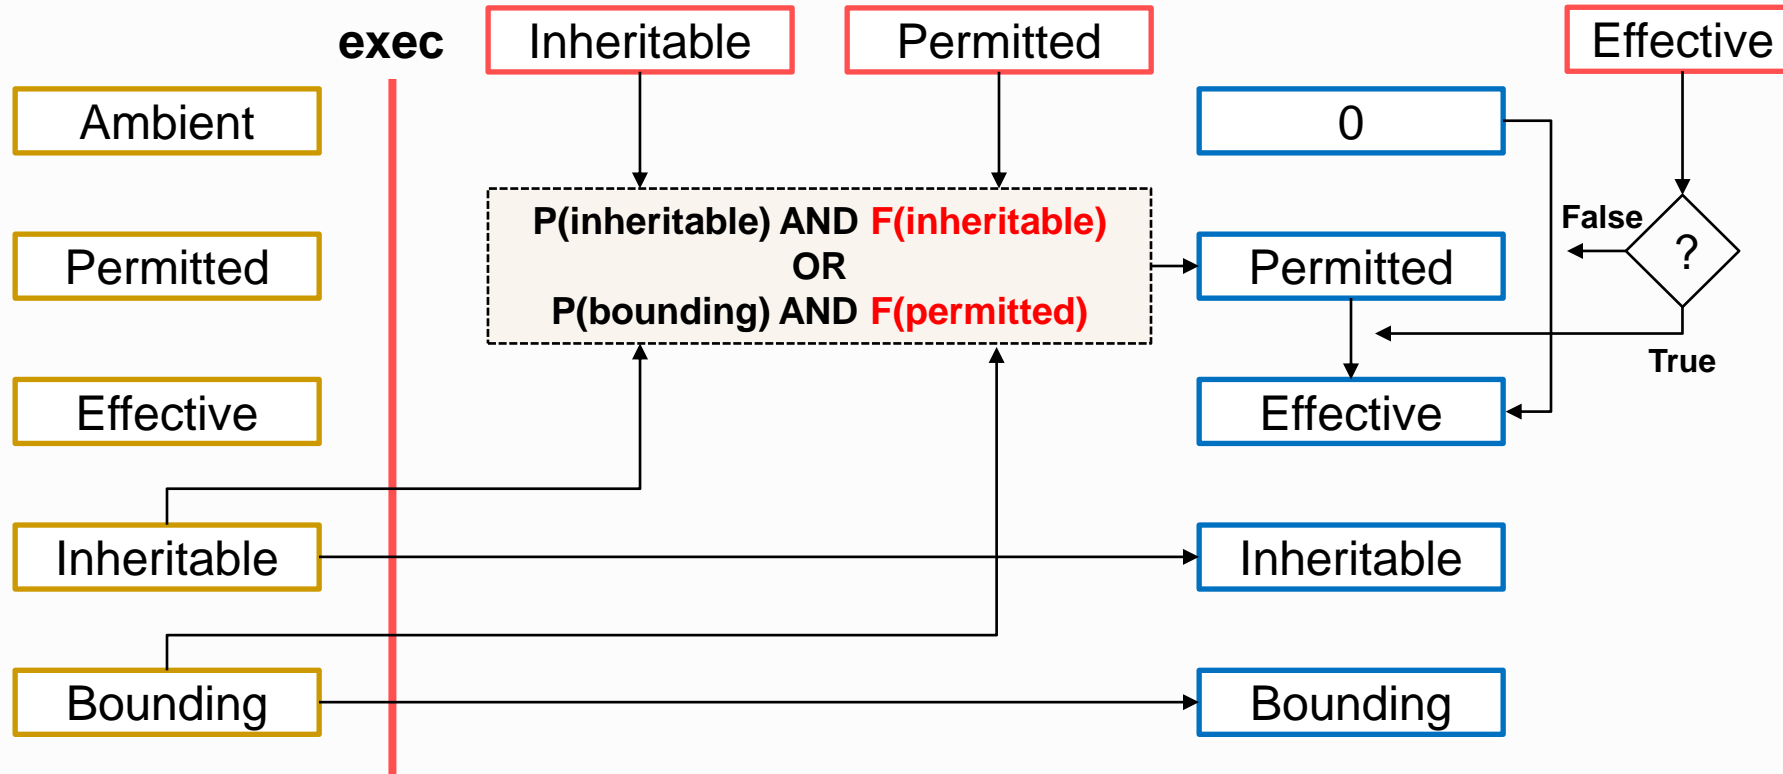 exec
Inheritable
Permitted
Effective
Ambient
0
P(inheritable) AND F(inheritable)
OR
P(bounding) AND F(permitted)
Permitted
Permitted
False
?
True
Effective
Effective
Inheritable
Inheritable
Bounding
Bounding